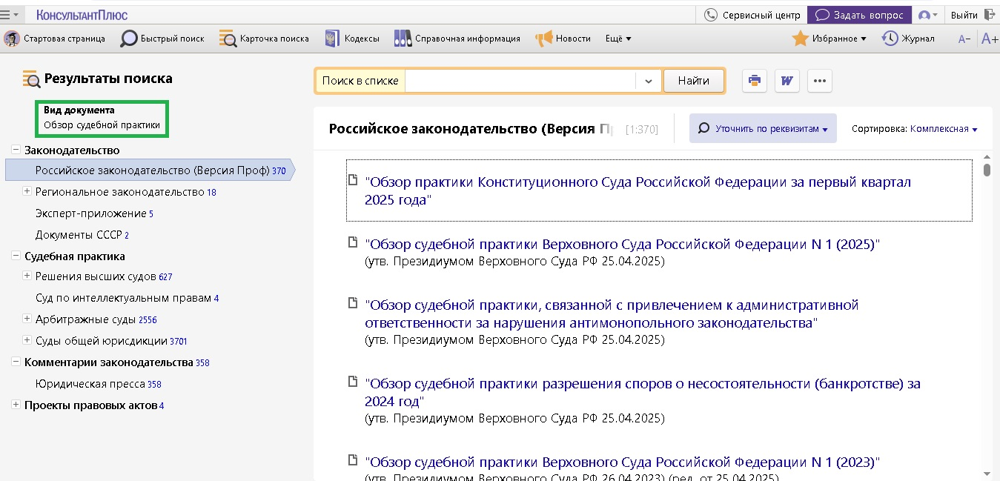 КонсультантПлюс
Сервисный центр
Задать вопрос
Выйти
Стартовая страница
Быстрый поиск
Карточка поиска
Кодексы
Справочная информация
Новости
Ещё
Избранное
Журнал
А-
А+
Результаты поиска
Вид документа
Обзор судебной практики
Законодательство
Российское законодательство (Версия Проф) 370
Региональное законодательство 18
Эксперт-приложение 5
Документы СССР 2
Судебная практика
Решения высших судов 627
Суд по интеллектуальным правам 4
Арбитражные суды 2556
Суды общей юрисдикции 3701
Комментарии законодательства 358
Юридическая пресса 358
Проекты правовых актов 4
Поиск в списке
Найти
W
Российское законодательство (Версия П
[1:370]
Уточнить по реквизитам
Сортировка: Комплексная
"Обзор практики Конституционного Суда Российской Федерации за первый квартал
2025 года"
"Обзор судебной практики Верховного Суда Российской Федерации N 1 (2025)"
(утв. Президиумом Верховного Суда РФ 25.04.2025)
"Обзор судебной практики, связанной с привлечением к административной
ответственности за нарушения антимонопольного законодательства"
(утв. Президиумом Верховного Суда РФ 25.04.2025)
"Обзор судебной практики разрешения споров о несостоятельности (банкротстве) за
2024 год"
(утв. Президиумом Верховного Суда РФ 25.04.2025)
"Обзор судебной практики Верховного Суда Российской Федерации N 1 (2023)"
(утв. Президиумом Верховного Суда РФ 26.04.2023) (ред. от 25.04.2025)